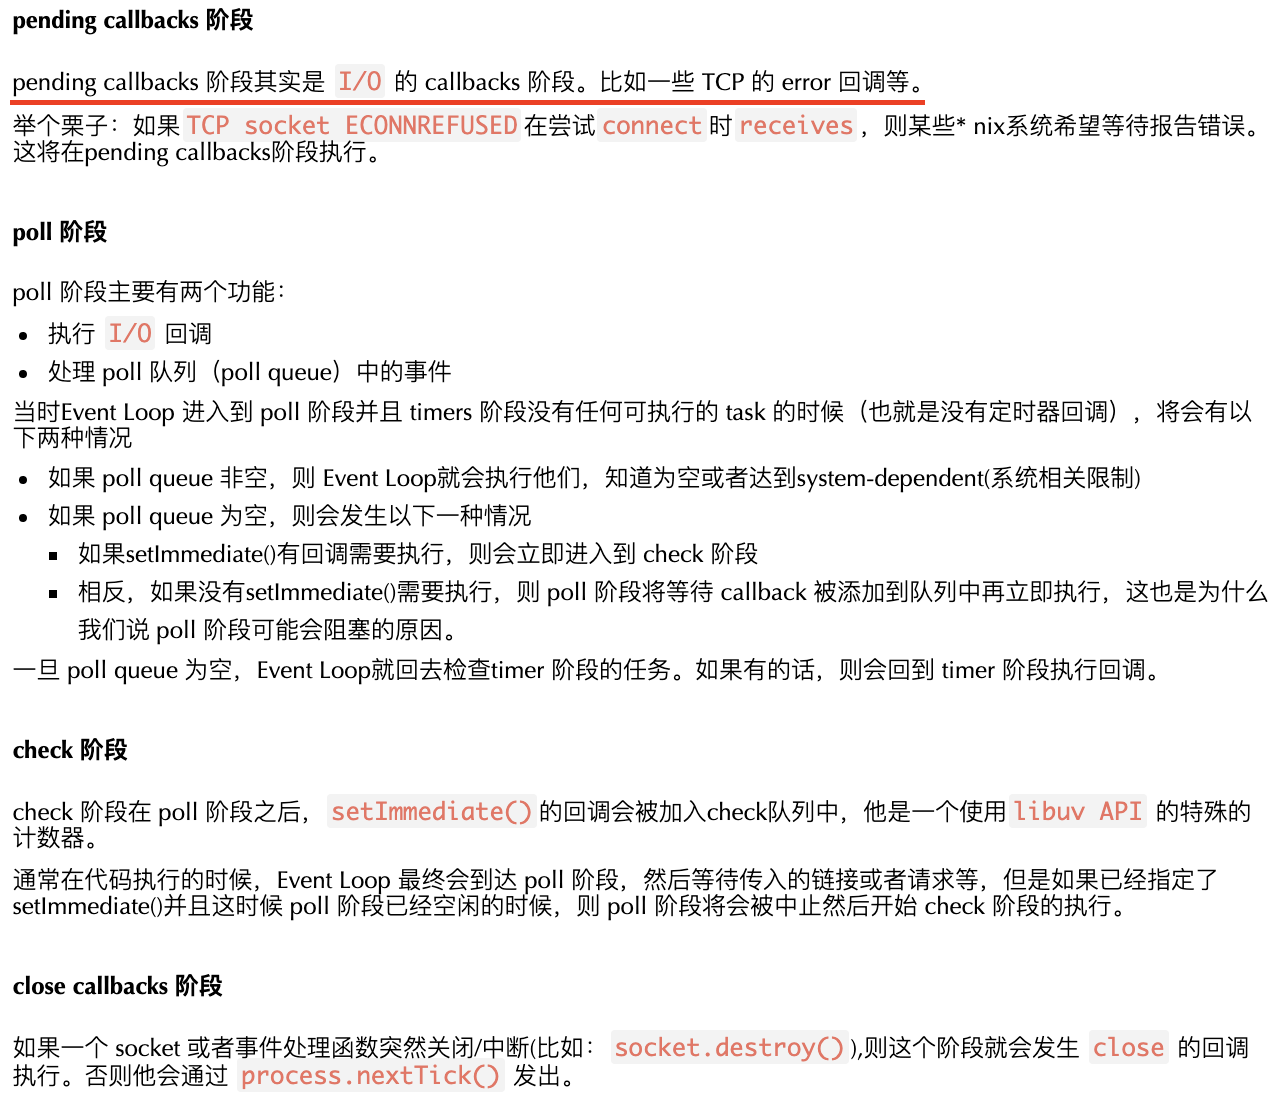 pending callbacks 阶段
pending callbacks 阶段其实是 I/O 的 callbacks 阶段。比如一些 TCP 的 error 回调等。
举个栗子：如果TCP socket ECONNREFUSED在尝试connect时receives，则某些* nix系统希望等待报告错误。
这将在pending callbacks阶段执行。
poll 阶段
poll 阶段主要有两个功能：
• 执行 I/O 回调
• 处理 poll 队列（poll queue）中的事件
当时Event Loop 进入到 poll 阶段并且 timers 阶段没有任何可执行的 task 的时候（也就是没有定时器回调），将会有以
下两种情况
• 如果 poll queue 非空，则 Event Loop就会执行他们，知道为空或者达到system-dependent(系统相关限制)
• 如果 poll queue 为空，则会发生以下一种情况
▪ 如果setImmediate()有回调需要执行，则会立即进入到 check 阶段
▪ 相反，如果没有setImmediate()需要执行，则 poll 阶段将等待 callback 被添加到队列中再立即执行，这也是为什么
我们说 poll 阶段可能会阻塞的原因。
一旦 poll queue 为空，Event Loop就回去检查timer 阶段的任务。如果有的话，则会回到 timer 阶段执行回调。
check 阶段
check 阶段在 poll 阶段之后，setImmediate()的回调会被加入check队列中，他是一个使用libuv API 的特殊的
计数器。
通常在代码执行的时候，Event Loop 最终会到达 poll 阶段，然后等待传入的链接或者请求等，但是如果已经指定了
setImmediate()并且这时候 poll 阶段已经空闲的时候，则 poll 阶段将会被中止然后开始 check 阶段的执行。
close callbacks 阶段
如果一个 socket 或者事件处理函数突然关闭/中断(比如：socket.destroy()),则这个阶段就会发生 close 的回调
执行。否则他会通过 process.nextTick() 发出。